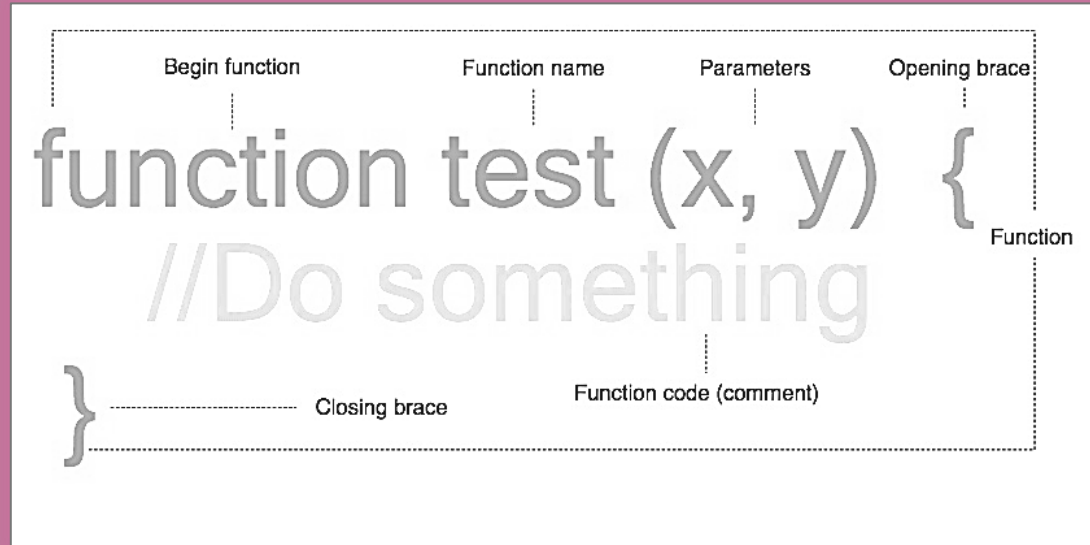 Begin function Function name Parameters Opening brace
function test (x, y) {
Function
//Do something
Function code (comment)
} Closing brace